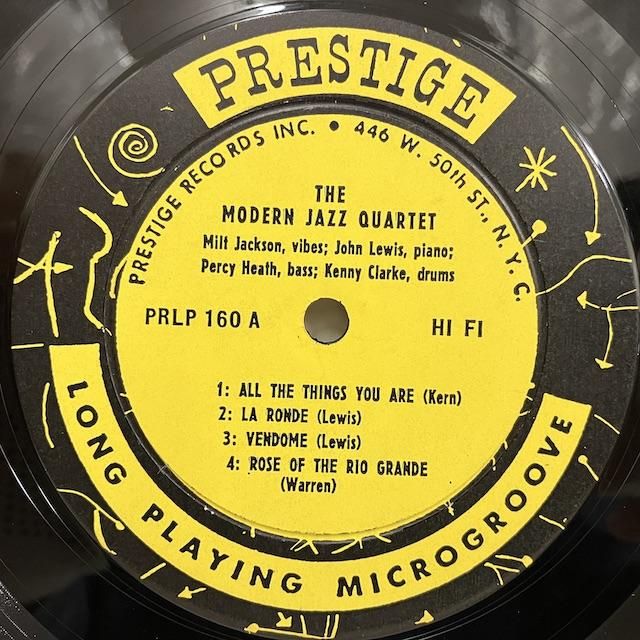 PRESTIGE
PRESTIGE RECORDS INC. • 446 W. 50th ST., N.Y.C.
THE
MODERN JAZZ QUARTET
Milt Jackson, vibes; John Lewis, piano;
Percy Heath, bass; Kenny Clarke, drums
PRLP 160 A
HI FI
1: ALL THE THINGS YOU ARE (Kern)
2: LA RONDE (Lewis)
3: VENDOME (Lewis)
4: ROSE OF THE RIO GRANDE
(Warren)
LONG PLAYING MICROGROOVE